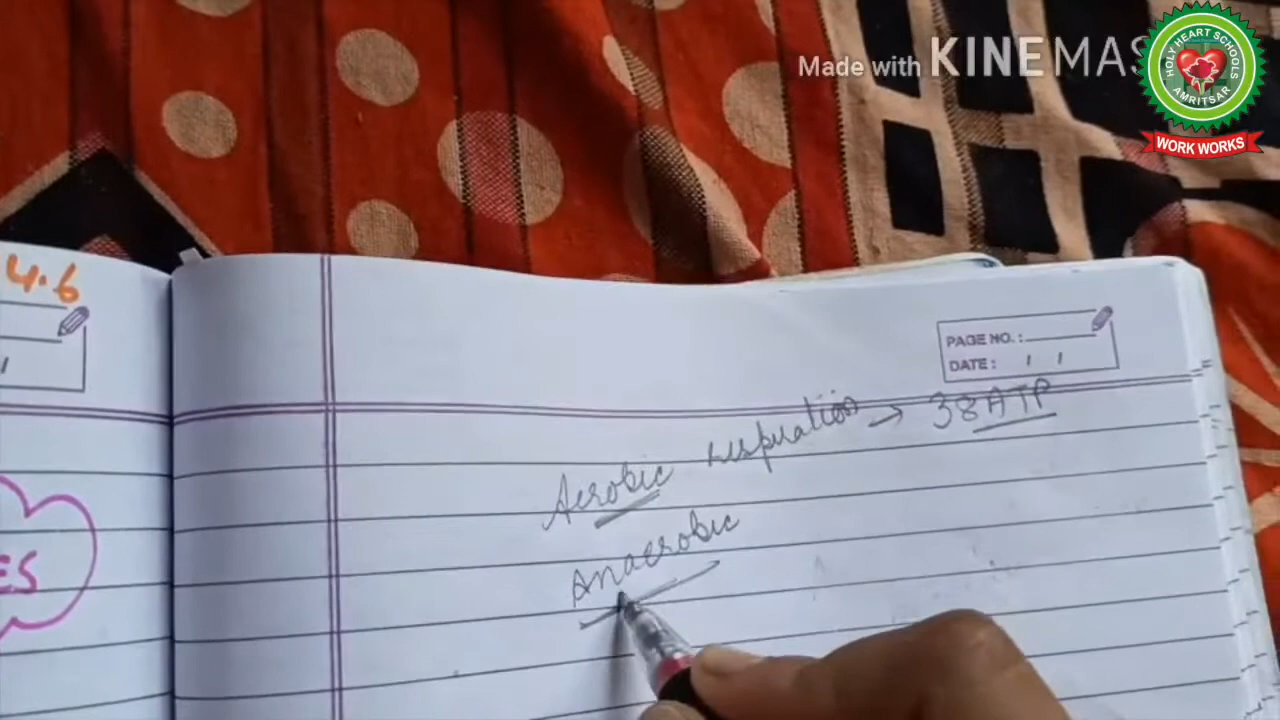 Made with KINEMAS
HOLY HEART SCHOOLS
AMRITSAR
WORK WORKS
4.6
PAGE NO. :
DATE :
Aerobic respiration → 38 ATP
Anaerobic
ES